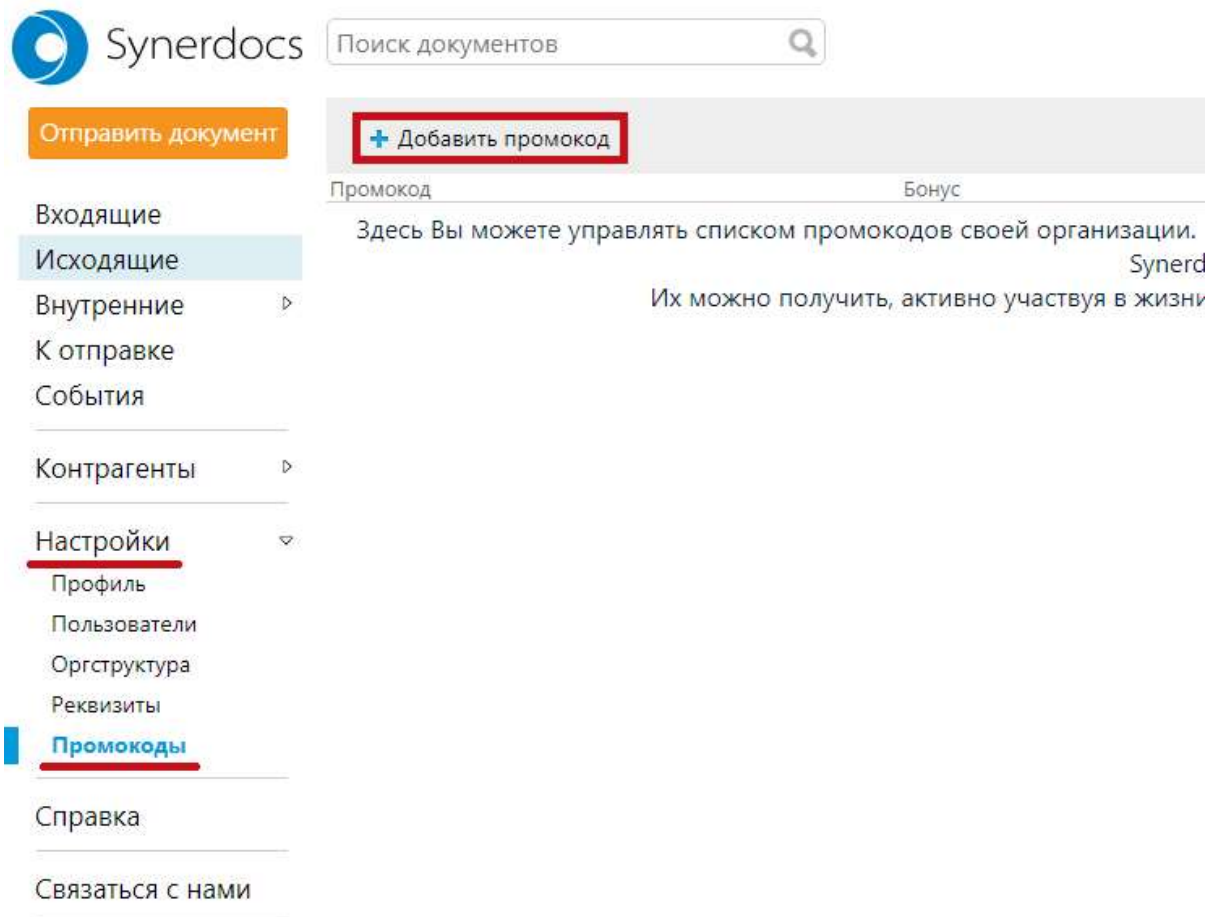 Synerdocs
Поиск документов
Отправить документ
Добавить промокод
Промокод Бонус
Здесь Вы можете управлять списком промокодов своей организации.
Synerd
Их можно получить, активно участвуя в жизни
Входящие
Исходящие
Внутренние
К отправке
События
Контрагенты
Настройки
Профиль
Пользователи
Оргструктура
Реквизиты
Промокоды
Справка
Связаться с нами